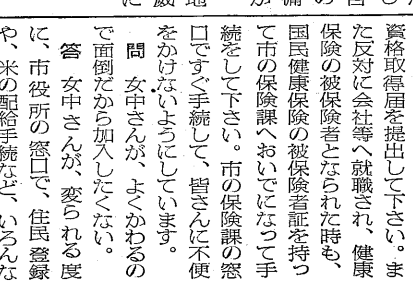 資格取得届を提出して下さい。ま
た反対に会社等へ就職され、健康
保険の被保険者となられた時も、
国民健康保険の被保険者証を持っ
て市の保険課へおいでになって手
続をして下さい。市の保険課の窓
口ですぐ手続して、皆さんに不便
をかけないようにしています。
問　女中さんが、よくかわるの
で面倒だから加入したくない。
答　女中さんが、変られる度
に、市役所の窓口で、住民登録
や、米の配給手続など、いろんな